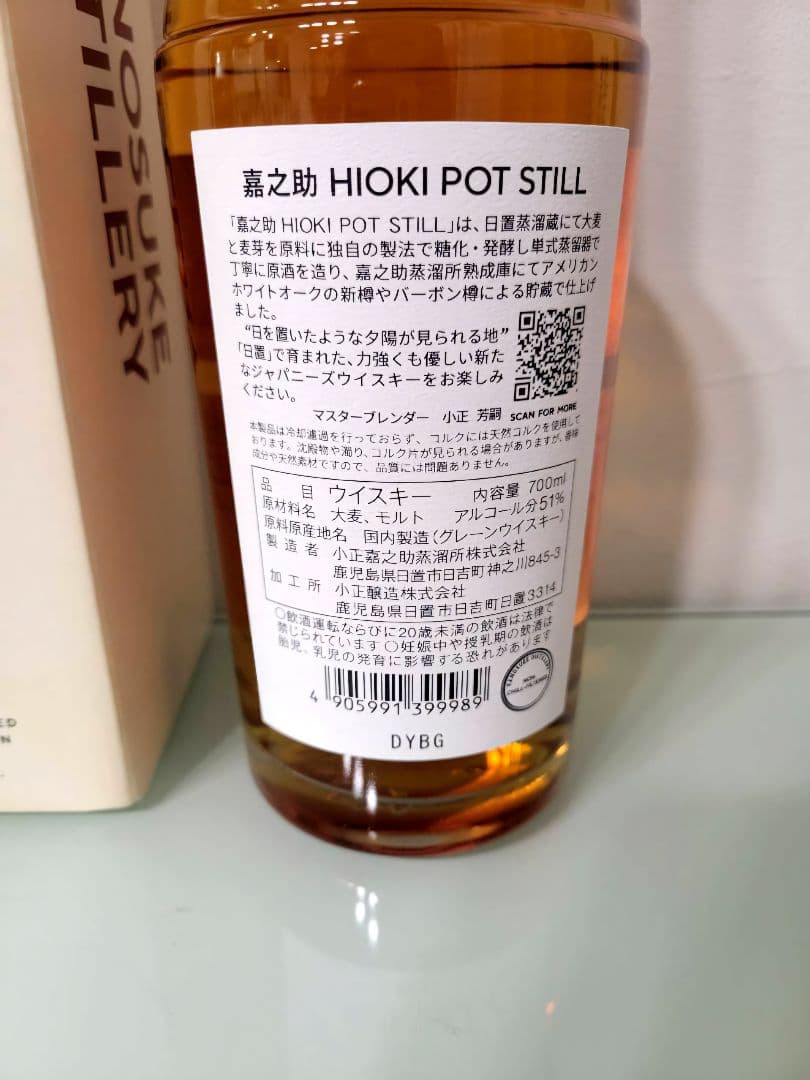 NOSUKE
TILLERY
嘉之助 HIOKI POT STILL
「嘉之助 HIOKI POT STILL」は、日置蒸溜蔵にて大麦
と麦芽を原料に独自の製法で糖化・発酵し単式蒸留器で
丁寧に原酒を造り、嘉之助蒸溜所熟成庫にてアメリカン
ホワイトオークの新樽やバーボン樽による貯蔵で仕上げ
ました。
“日を置いたような夕陽が見られる地”
「日置」で育まれた、力強くも優しい新た
なジャパニーズウイスキーをお楽しみ
ください。
マスターブレンダー 小正 芳嗣
SCAN FOR MORE
本製品は冷却濾過を行っておらず、コルクには天然コルクを使用して
おります。沈殿物や濁り、コルク片が見られる場合がありますが、香味
成分や天然素材ですので、品質には問題ありません。
品目 ウイスキー 内容量 700ml
原材料名 大麦、モルト アルコール分51%
原料原産地名 国内製造(グレーンウイスキー)
製造者 小正嘉之助蒸溜所株式会社
鹿児島県日置市日吉町神之川845-3
加工所 小正醸造株式会社
鹿児島県日置市日吉町日置3314
○飲酒運転ならびに20歳未満の飲酒は法律で
禁じられています ○妊娠中や授乳期の飲酒は
胎児、乳児の発育に影響する恐れがあります
KANOSUKE DISTILLERY
NON
CHILL-FILTERED
4 905991 399989
DYBG
ED
N